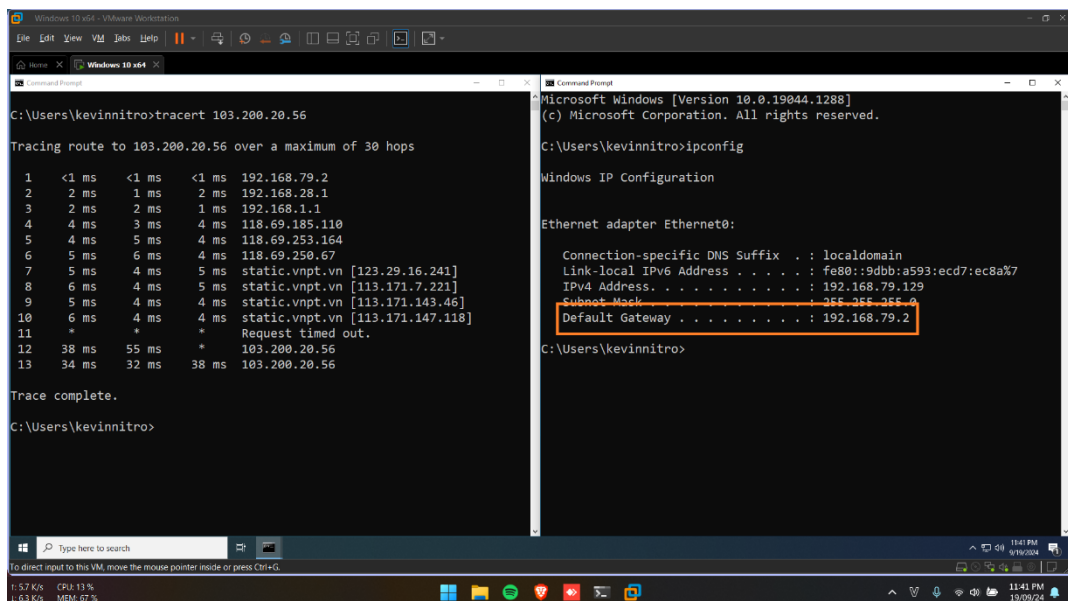 Windows 10 x64 - VMware Workstation
File Edit View VM Tabs Help
Home Windows 10 x64
Command Prompt
C:\Users\kevinnitro>tracert 103.200.20.56
Tracing route to 103.200.20.56 over a maximum of 30 hops
1 <1 ms <1 ms <1 ms 192.168.79.2
2 2 ms 1 ms 2 ms 192.168.28.1
3 2 ms 2 ms 1 ms 192.168.1.1
4 4 ms 3 ms 4 ms 118.69.185.110
5 4 ms 5 ms 4 ms 118.69.253.164
6 5 ms 6 ms 4 ms 118.69.250.67
7 5 ms 4 ms 5 ms static.vnpt.vn [123.29.16.241]
8 6 ms 4 ms 5 ms static.vnpt.vn [113.171.7.221]
9 5 ms 4 ms 4 ms static.vnpt.vn [113.171.143.46]
10 6 ms 4 ms 4 ms static.vnpt.vn [113.171.147.118]
11 * * * Request timed out.
12 38 ms 55 ms * 103.200.20.56
13 34 ms 32 ms 38 ms 103.200.20.56
Trace complete.
C:\Users\kevinnitro>
Command Prompt
Microsoft Windows [Version 10.0.19044.1288]
(c) Microsoft Corporation. All rights reserved.
C:\Users\kevinnitro>ipconfig
Windows IP Configuration
Ethernet adapter Ethernet0:
Connection-specific DNS Suffix . : localdomain
Link-local IPv6 Address . . . . . : fe80::9dbb:a593:ecd7:ec8a%7
IPv4 Address. . . . . . . . . . . : 192.168.79.129
Subnet Mask . . . . . . . . . . . : 255.255.255.0
Default Gateway . . . . . . . . . : 192.168.79.2
C:\Users\kevinnitro>
Type here to search
11:41 PM
9/19/2024
To direct input to this VM, move the mouse pointer inside or press Ctrl+G.
5.7 K/s CPU: 13 %
6.3 K/s MEM: 67 %
11:41 PM
19/09/24